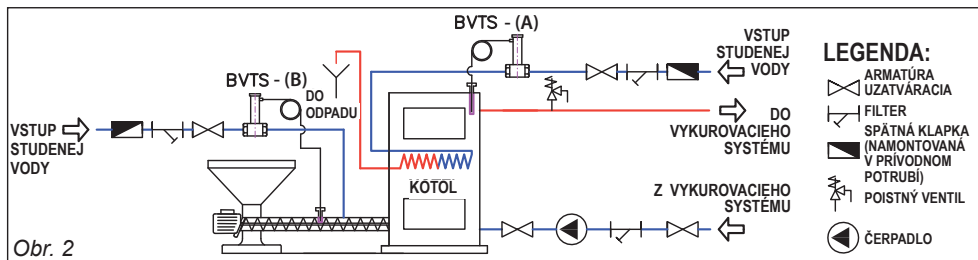 BVTS - (A)
VSTUP
STUDENEJ
VODY
BVTS - (B)
DO
ODPADU
VSTUP
STUDENEJ
VODY
DO
VYKUROVACIEHO
SYSTÉMU
KOTOL
Z VYKUROVACIEHO
SYSTÉMU
Obr. 2
LEGENDA:
ARMATÚRA
UZATVÁRACIA
FILTER
SPÄTNÁ KLAPKA
(NAMONTOVANÁ
V PRÍVODNOM
POTRUBÍ)
POISTNÝ VENTIL
ČERPADLO